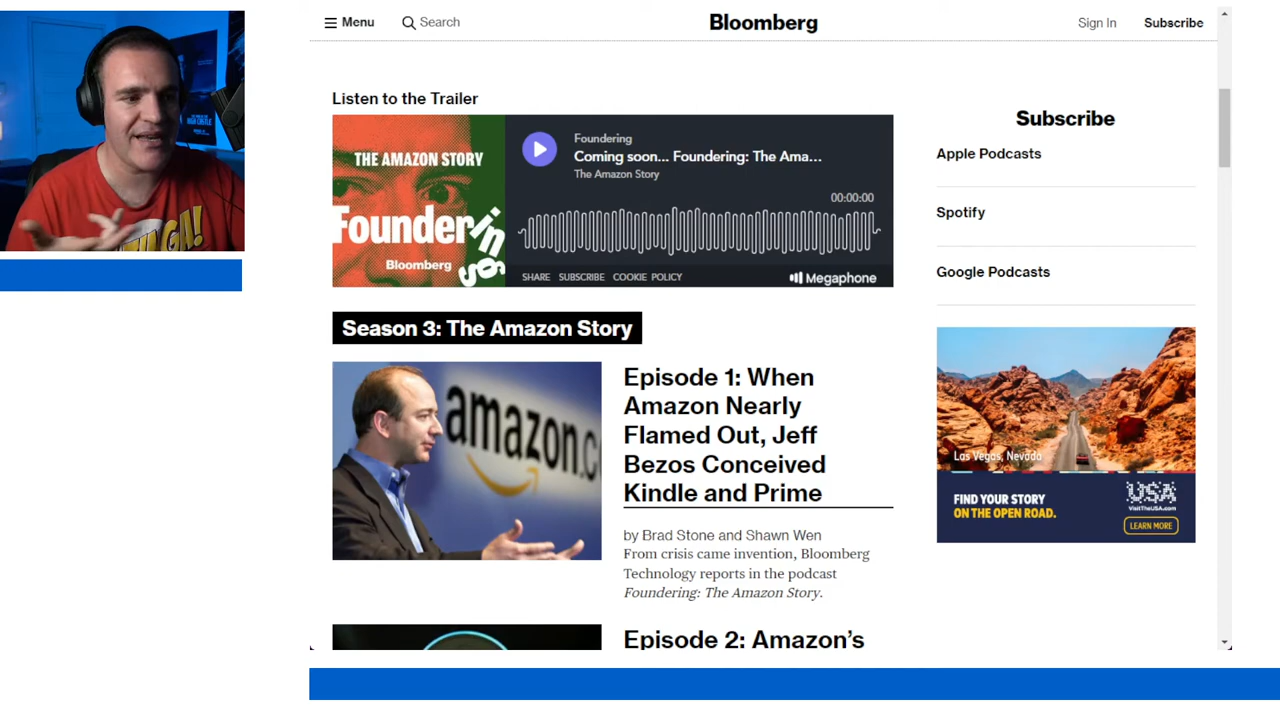 Menu
Search
Bloomberg
Sign In
Subscribe
Listen to the Trailer
THE AMAZON STORY
Foundering
Bloomberg
Foundering
Coming soon... Foundering: The Ama...
The Amazon Story
00:00:00
SHARE SUBSCRIBE COOKIE POLICY
Megaphone
Subscribe
Apple Podcasts
Spotify
Google Podcasts
Season 3: The Amazon Story
amazon.c
Episode 1: When
Amazon Nearly
Flamed Out, Jeff
Bezos Conceived
Kindle and Prime
by Brad Stone and Shawn Wen
From crisis came invention, Bloomberg
Technology reports in the podcast
Foundering: The Amazon Story.
Las Vegas, Nevada
FIND YOUR STORY
ON THE OPEN ROAD.
USA
VisitTheUSA.com
LEARN MORE
Episode 2: Amazon’s